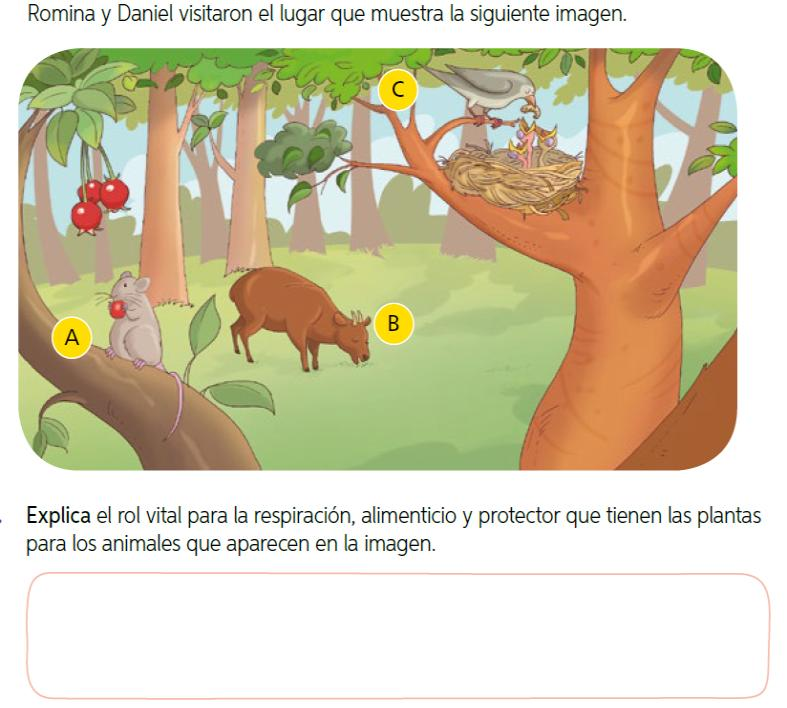 Romina y Daniel visitaron el lugar que muestra la siguiente imagen.
C
B
A
Explica el rol vital para la respiración, alimenticio y protector que tienen las plantas
para los animales que aparecen en la imagen.